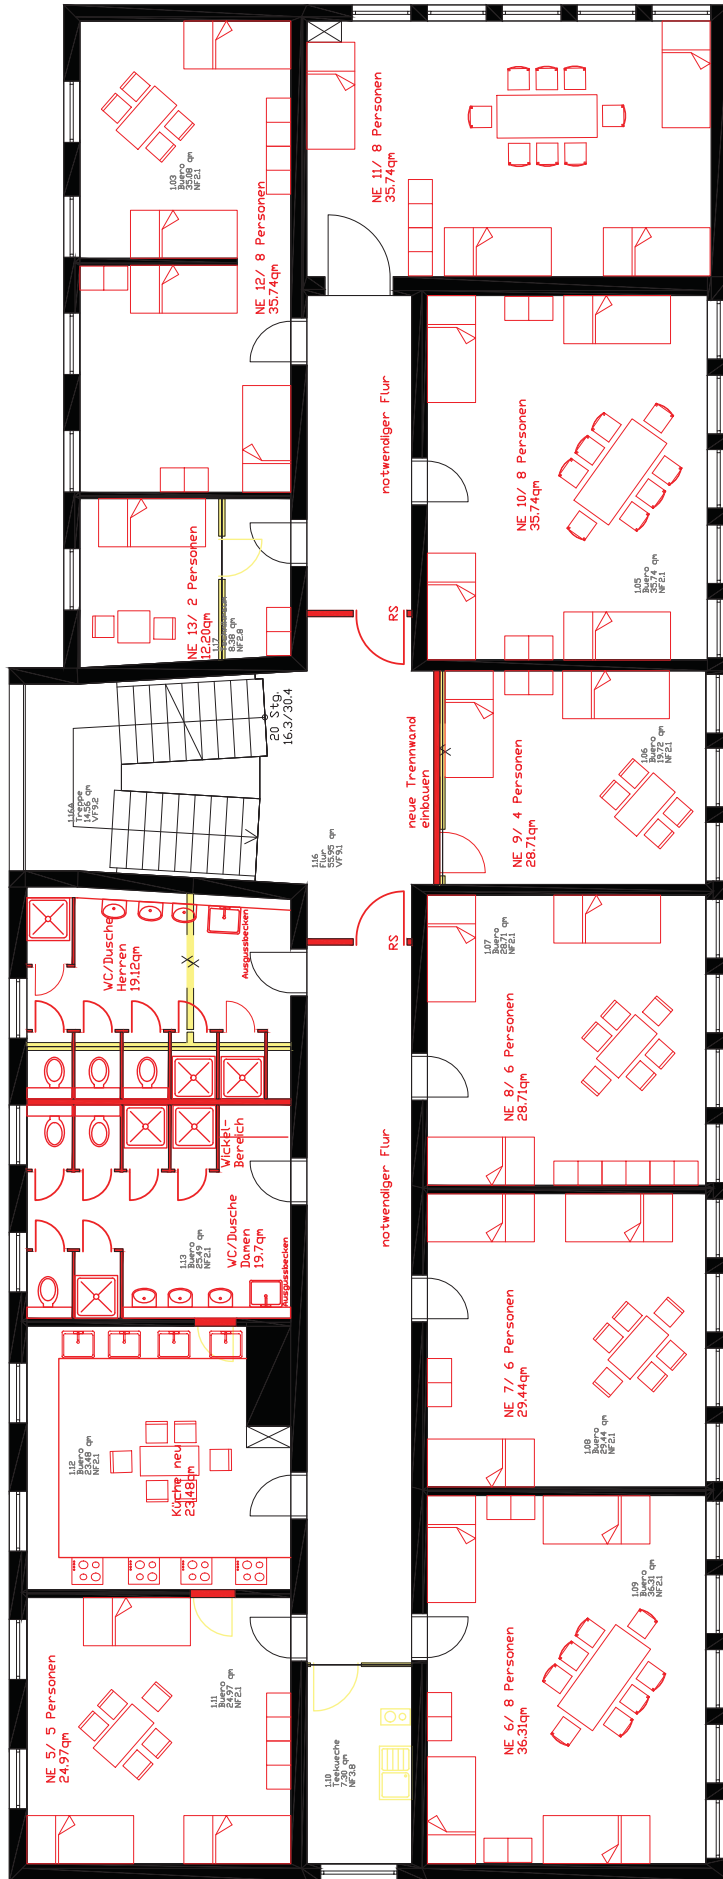 1.03
Buero
35.08 qm
NF2.1
NE 12/ 8 Personen
35.74qm
NE 11/ 8 Personen
35.74qm
notwendiger Flur
NE 10/ 8 Personen
35.74qm
1.05
Buero
35.74 qm
NF2.1
NE 13/ 2 Personen
12.20qm
1.17
8.38 qm
NF2.8
RS
20 Stg.
16.3/30.4
1.16A
Treppe
14.56 qm
VF9.2
neue Trennwand
einbauen
1.06
Buero
19.72 qm
NF2.1
NE 9/ 4 Personen
28.71qm
1.16
Flur
55.95 qm
VF9.1
WC/Dusche
Herren
19.12qm
Ausgussbecken
RS
1.07
Buero
28.71 qm
NF2.1
NE 8/ 6 Personen
28.71qm
Wickel-
Bereich
notwendiger Flur
WC/Dusche
Damen
19.7qm
1.13
Buero
25.49 qm
NF2.1
Ausgussbecken
NE 7/ 6 Personen
29.44qm
1.08
Buero
29.44 qm
NF2.1
1.12
Buero
23.48 qm
NF2.1
Küche neu
23.48qm
1.09
Buero
36.31 qm
NF2.1
NE 6/ 8 Personen
36.31qm
NE 5/ 5 Personen
24.97qm
1.11
Buero
24.97 qm
NF2.1
1.10
Teekueche
7.30 qm
NF3.8